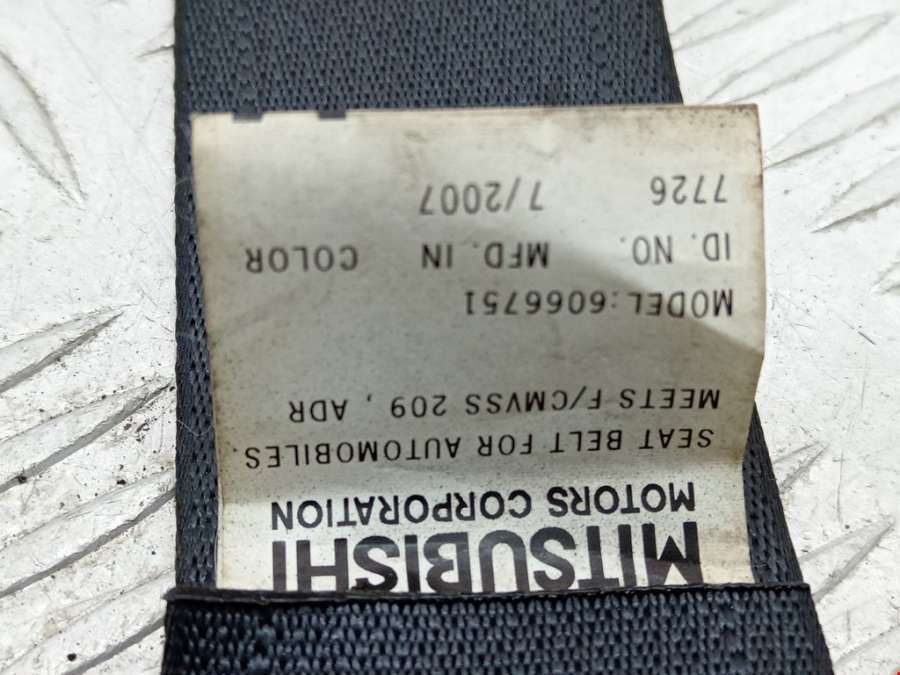 MITSUBISHI
MOTORS CORPORATION
SEAT BELT FOR AUTOMOBILES.
MEETS F/CMVSS 209 , ADR
MODEL:6066751
ID. NO. MFD. IN COLOR
7726 7/2007